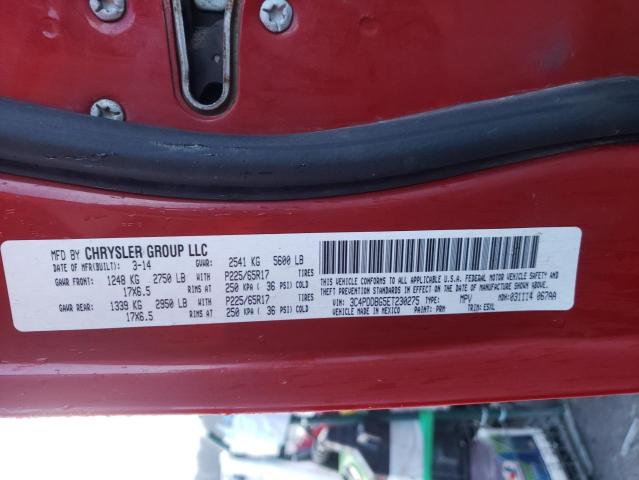 MFD BY CHRYSLER GROUP LLC
DATE OF MFR(BUILT): 3-14 GVWR: 2541 KG 5600 LB
GAWR FRONT: 1248 KG 2750 LB WITH P225/65R17 TIRES
17X6.5 RIMS AT 250 KPA ( 36 PSI) COLD
GAWR REAR: 1339 KG 2950 LB WITH P225/65R17 TIRES
17X6.5 RIMS AT 250 KPA ( 36 PSI) COLD
THIS VEHICLE CONFORMS TO ALL APPLICABLE U.S.A. FEDERAL MOTOR VEHICLE SAFETY AND
THEFT PREVENTION STANDARDS IN EFFECT ON THE DATE OF MANUFACTURE SHOWN ABOVE.
VIN: 3C4PDDBG5ET230275 TYPE: MPV MDH: 031114 067AA
VEHICLE MADE IN MEXICO PAINT: PRM TRIM: E5XL